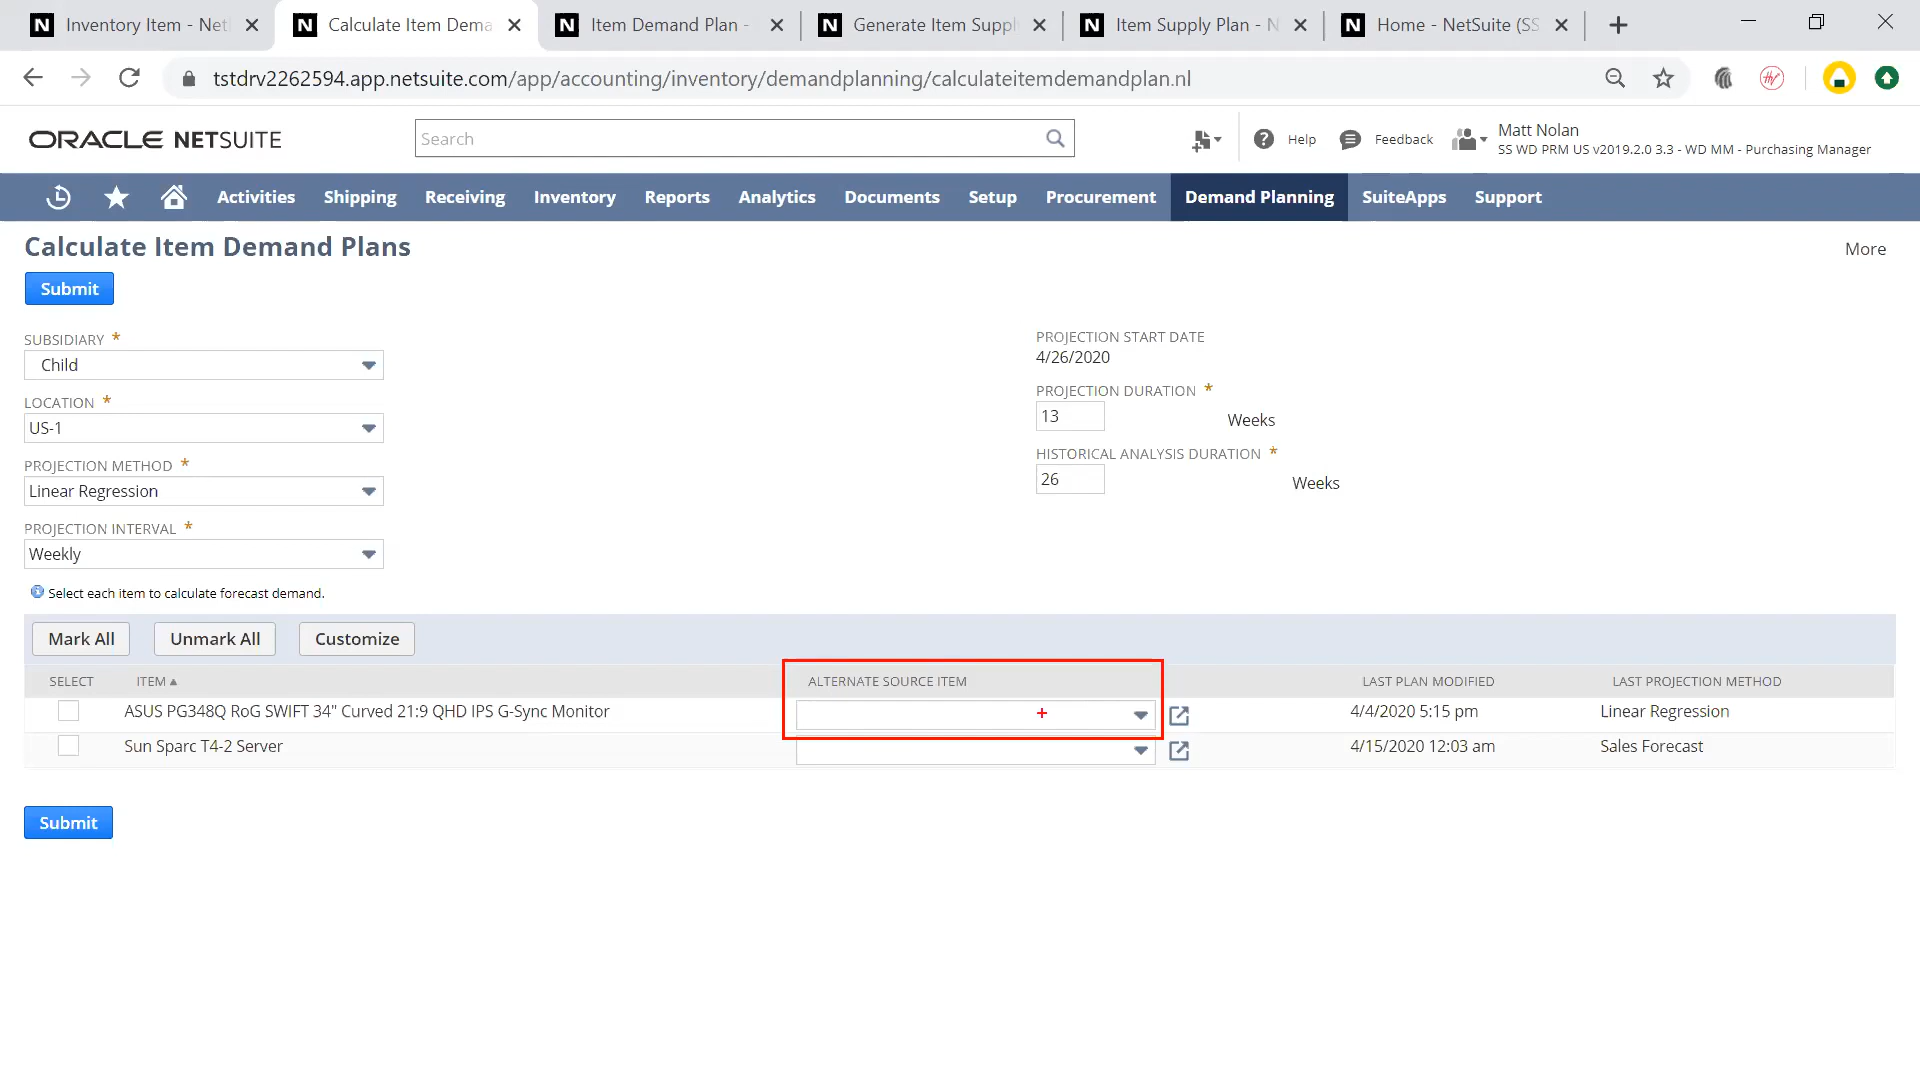 Inventory Item - Net
Calculate Item Dema
Item Demand Plan -
Generate Item Suppl
Item Supply Plan - N
Home - NetSuite (SS
tstdrv2262594.app.netsuite.com/app/accounting/inventory/demandplanning/calculateitemdemandplan.nl
ORACLE NETSUITE
Search
Help
Feedback
Matt Nolan
SS WD PRM US v2019.2.0 3.3 - WD MM - Purchasing Manager
Activities Shipping Receiving Inventory Reports Analytics Documents Setup Procurement Demand Planning SuiteApps Support
Calculate Item Demand Plans
More
Submit
SUBSIDIARY *
Child
LOCATION *
US-1
PROJECTION METHOD *
Linear Regression
PROJECTION INTERVAL *
Weekly
PROJECTION START DATE
4/26/2020
PROJECTION DURATION *
13 Weeks
HISTORICAL ANALYSIS DURATION *
26 Weeks
Select each item to calculate forecast demand.
Mark All Unmark All Customize
SELECT ITEM ALTERNATE SOURCE ITEM LAST PLAN MODIFIED LAST PROJECTION METHOD
ASUS PG348Q RoG SWIFT 34" Curved 21:9 QHD IPS G-Sync Monitor 4/4/2020 5:15 pm Linear Regression
Sun Sparc T4-2 Server 4/15/2020 12:03 am Sales Forecast
Submit